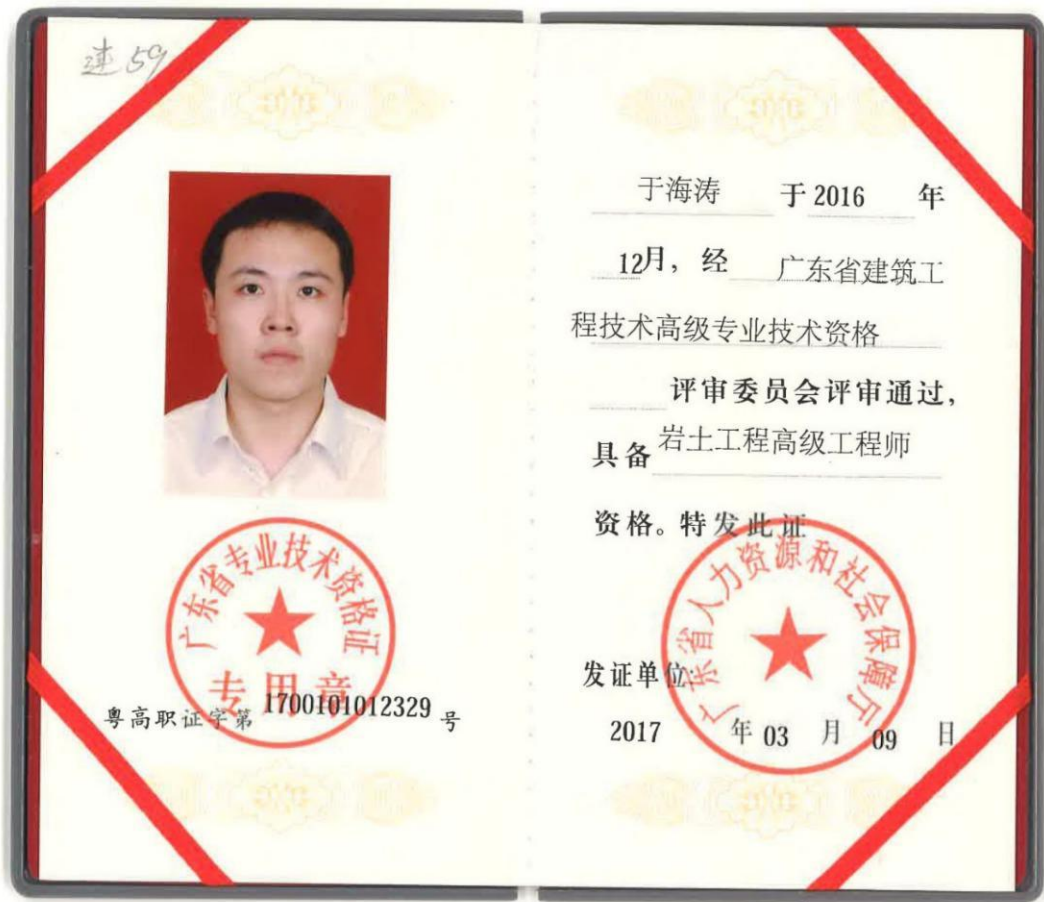 建59
广东省专业技术资格证
专用章
粤高职证字第 1700101012329 号
于海涛 于 2016 年
12月，经 广东省建筑工
程技术高级专业技术资格
评审委员会评审通过，
具备 岩土工程高级工程师
资格。特发此证
广东省人力资源和社会保障厅
发证单位:
2017 年 03 月 09 日